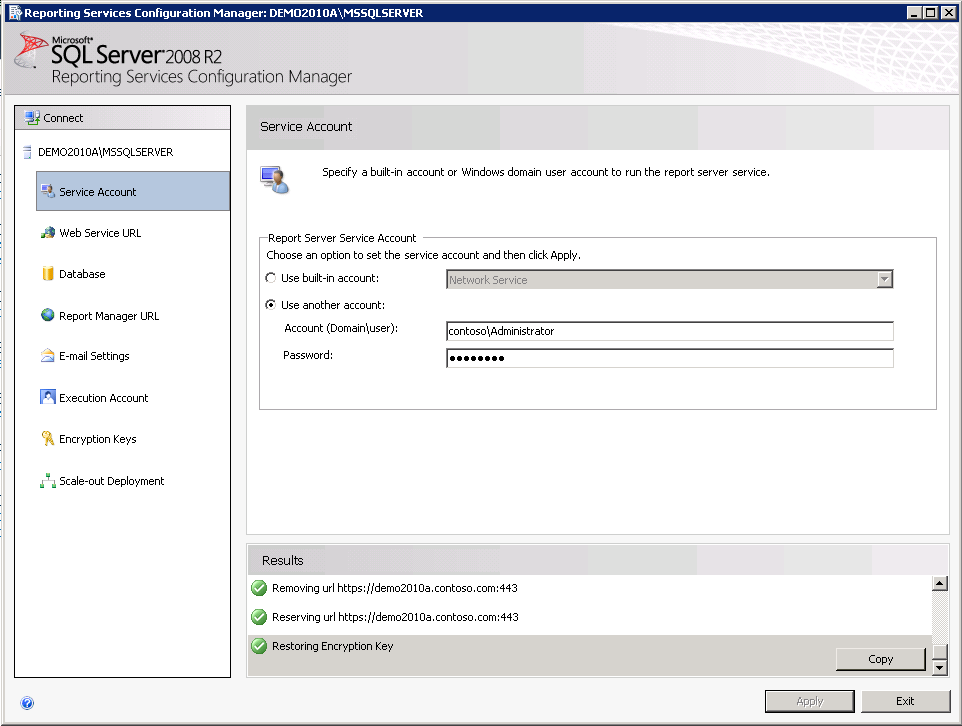 Reporting Services Configuration Manager: DEMO2010A\MSSQLSERVER
Microsoft®
SQL Server 2008 R2
Reporting Services Configuration Manager
Connect
DEMO2010A\MSSQLSERVER
Service Account
Web Service URL
Database
Report Manager URL
E-mail Settings
Execution Account
Encryption Keys
Scale-out Deployment
Service Account
Specify a built-in account or Windows domain user account to run the report server service.
Report Server Service Account
Choose an option to set the service account and then click Apply.
Use built-in account:
Network Service
Use another account:
Account (Domain\user):
contoso\Administrator
Password:
●●●●●●●●
Results
Removing url https://demo2010a.contoso.com:443
Reserving url https://demo2010a.contoso.com:443
Restoring Encryption Key
Copy
Apply
Exit